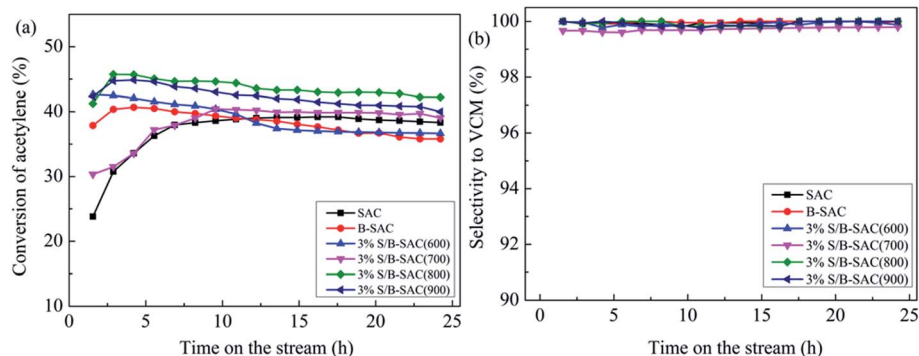 (a)
60
50
40
30
20
10
0 5 10 15 20 25
Conversion of acetylene (%)
Time on the stream (h)
SAC
B-SAC
3% S/B-SAC(600)
3% S/B-SAC(700)
3% S/B-SAC(800)
3% S/B-SAC(900)
(b)
100
98
96
94
92
90
0 5 10 15 20 25
Selectivity to VCM (%)
Time on the stream (h)
SAC
B-SAC
3% S/B-SAC(600)
3% S/B-SAC(700)
3% S/B-SAC(800)
3% S/B-SAC(900)